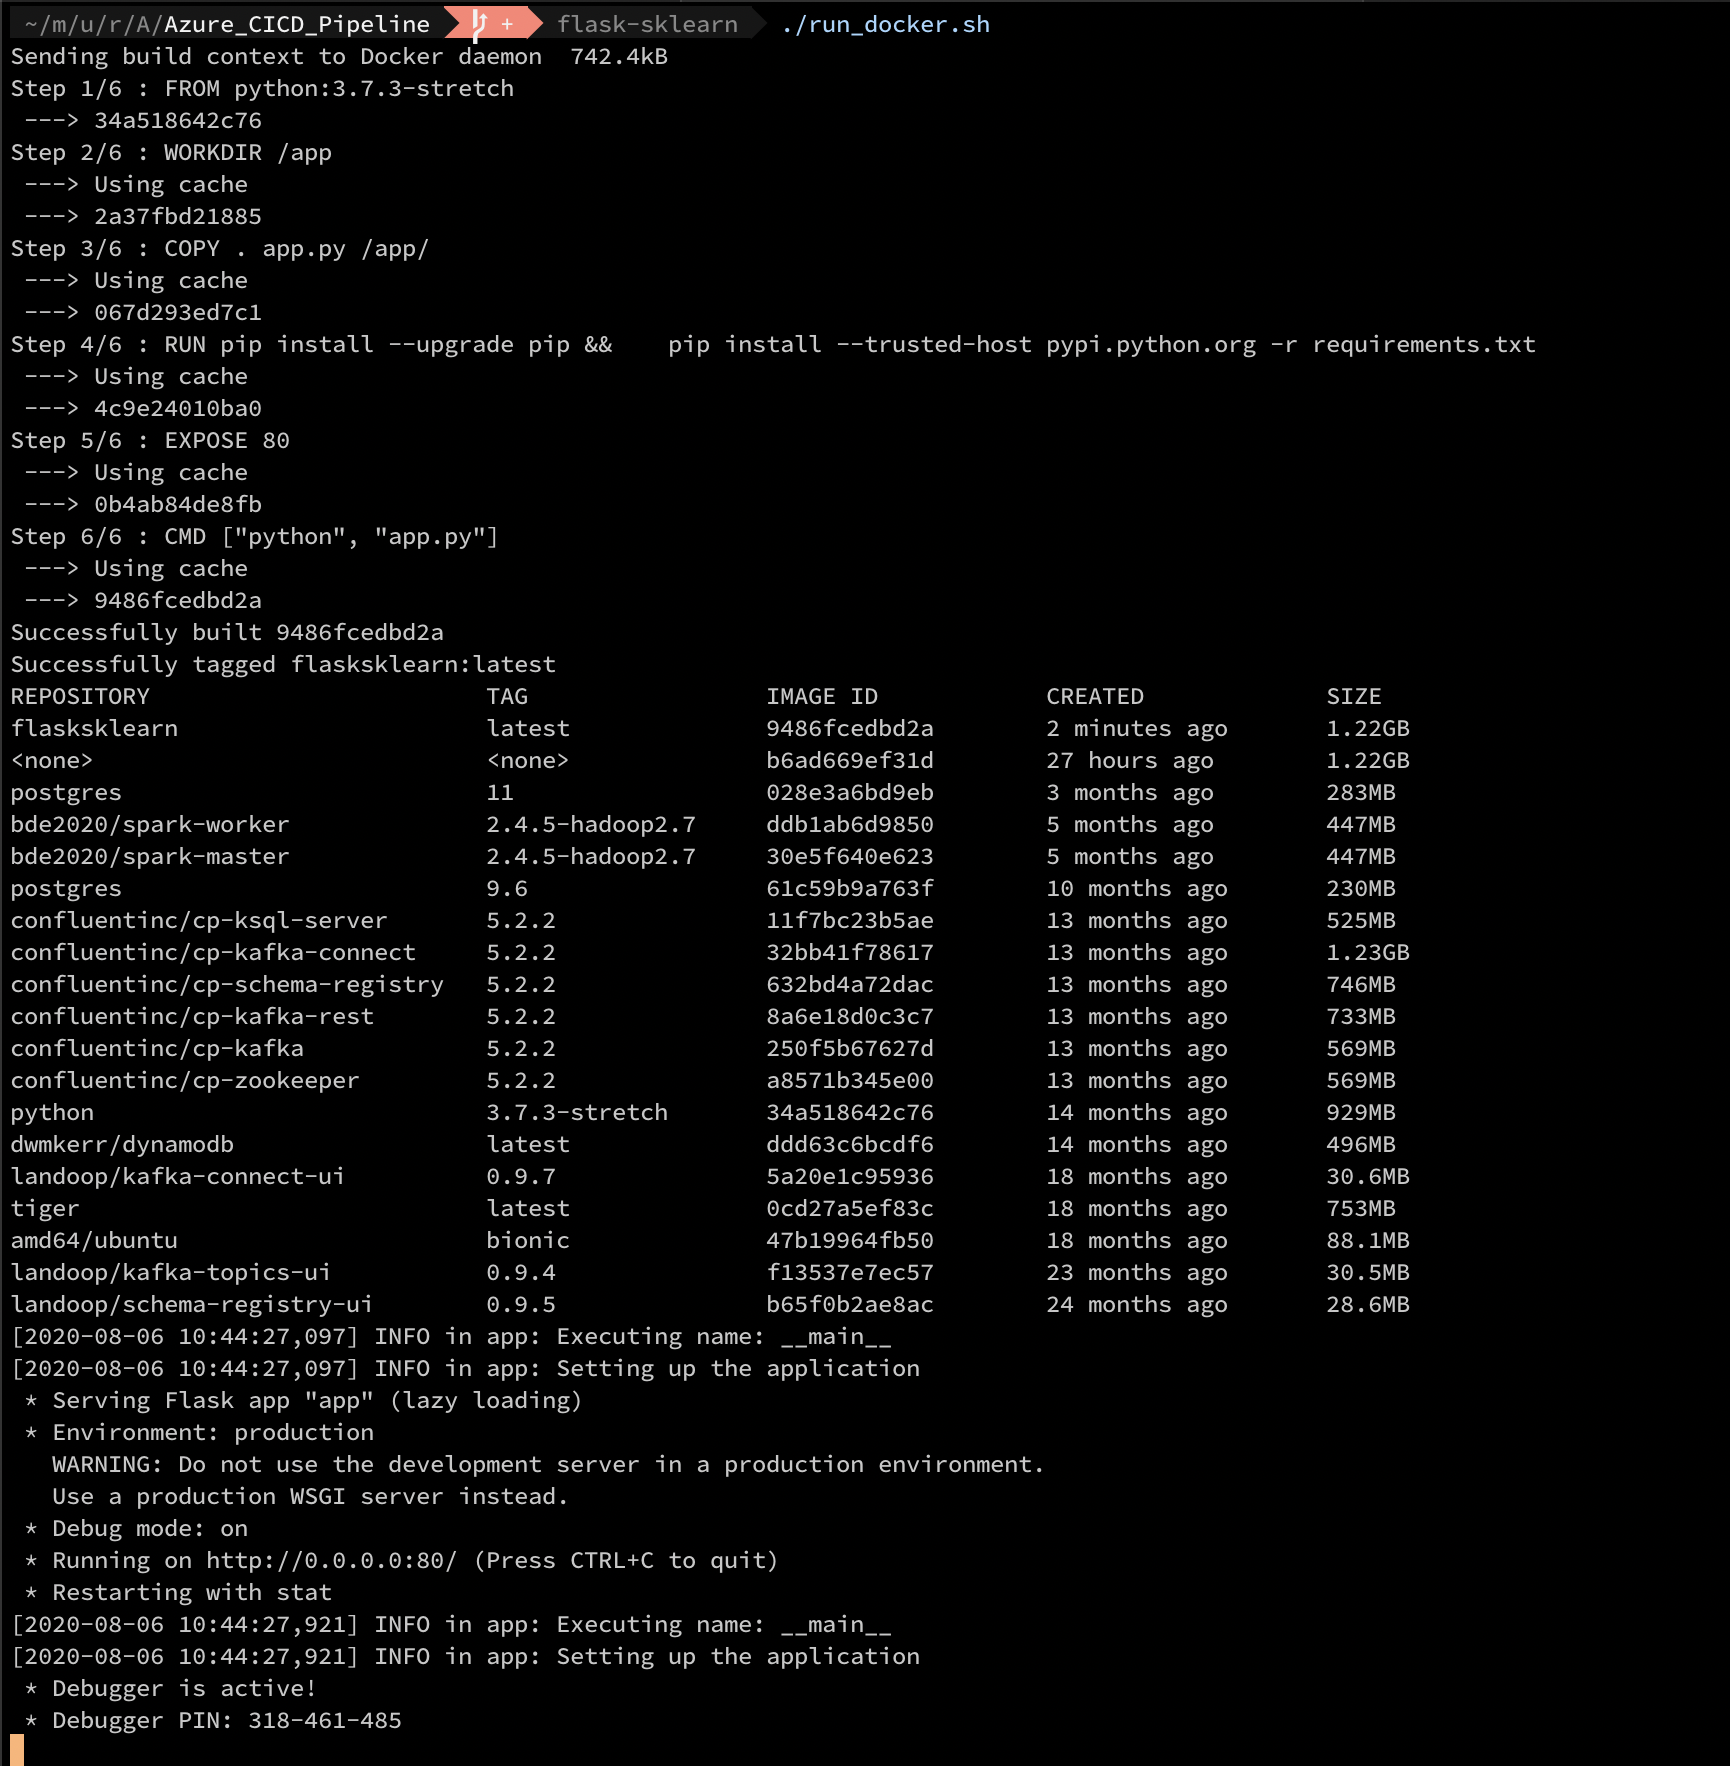 ~/m/u/r/A/Azure_CICD_Pipeline + flask-sklearn ./run_docker.sh
Sending build context to Docker daemon  742.4kB
Step 1/6 : FROM python:3.7.3-stretch
 ---> 34a518642c76
Step 2/6 : WORKDIR /app
 ---> Using cache
 ---> 2a37fbd21885
Step 3/6 : COPY . app.py /app/
 ---> Using cache
 ---> 067d293ed7c1
Step 4/6 : RUN pip install --upgrade pip &&    pip install --trusted-host pypi.python.org -r requirements.txt
 ---> Using cache
 ---> 4c9e24010ba0
Step 5/6 : EXPOSE 80
 ---> Using cache
 ---> 0b4ab84de8fb
Step 6/6 : CMD ["python", "app.py"]
 ---> Using cache
 ---> 9486fcedbd2a
Successfully built 9486fcedbd2a
Successfully tagged flasksklearn:latest
REPOSITORY                        TAG                 IMAGE ID            CREATED             SIZE
flasksklearn                      latest              9486fcedbd2a        2 minutes ago       1.22GB
<none>                            <none>              b6ad669ef31d        27 hours ago        1.22GB
postgres                          11                  028e3a6bd9eb        3 months ago        283MB
bde2020/spark-worker              2.4.5-hadoop2.7     ddb1ab6d9850        5 months ago        447MB
bde2020/spark-master              2.4.5-hadoop2.7     30e5f640e623        5 months ago        447MB
postgres                          9.6                 61c59b9a763f        10 months ago       230MB
confluentinc/cp-ksql-server       5.2.2               11f7bc23b5ae        13 months ago       525MB
confluentinc/cp-kafka-connect     5.2.2               32bb41f78617        13 months ago       1.23GB
confluentinc/cp-schema-registry   5.2.2               632bd4a72dac        13 months ago       746MB
confluentinc/cp-kafka-rest        5.2.2               8a6e18d0c3c7        13 months ago       733MB
confluentinc/cp-kafka             5.2.2               250f5b67627d        13 months ago       569MB
confluentinc/cp-zookeeper         5.2.2               a8571b345e00        13 months ago       569MB
python                            3.7.3-stretch       34a518642c76        14 months ago       929MB
dwmkerr/dynamodb                  latest              ddd63c6bcdf6        14 months ago       496MB
landoop/kafka-connect-ui          0.9.7               5a20e1c95936        18 months ago       30.6MB
tiger                             latest              0cd27a5ef83c        18 months ago       753MB
amd64/ubuntu                      bionic              47b19964fb50        18 months ago       88.1MB
landoop/kafka-topics-ui           0.9.4               f13537e7ec57        23 months ago       30.5MB
landoop/schema-registry-ui        0.9.5               b65f0b2ae8ac        24 months ago       28.6MB
[2020-08-06 10:44:27,097] INFO in app: Executing name: __main__
[2020-08-06 10:44:27,097] INFO in app: Setting up the application
 * Serving Flask app "app" (lazy loading)
 * Environment: production
   WARNING: Do not use the development server in a production environment.
   Use a production WSGI server instead.
 * Debug mode: on
 * Running on http://0.0.0.0:80/ (Press CTRL+C to quit)
 * Restarting with stat
[2020-08-06 10:44:27,921] INFO in app: Executing name: __main__
[2020-08-06 10:44:27,921] INFO in app: Setting up the application
 * Debugger is active!
 * Debugger PIN: 318-461-485